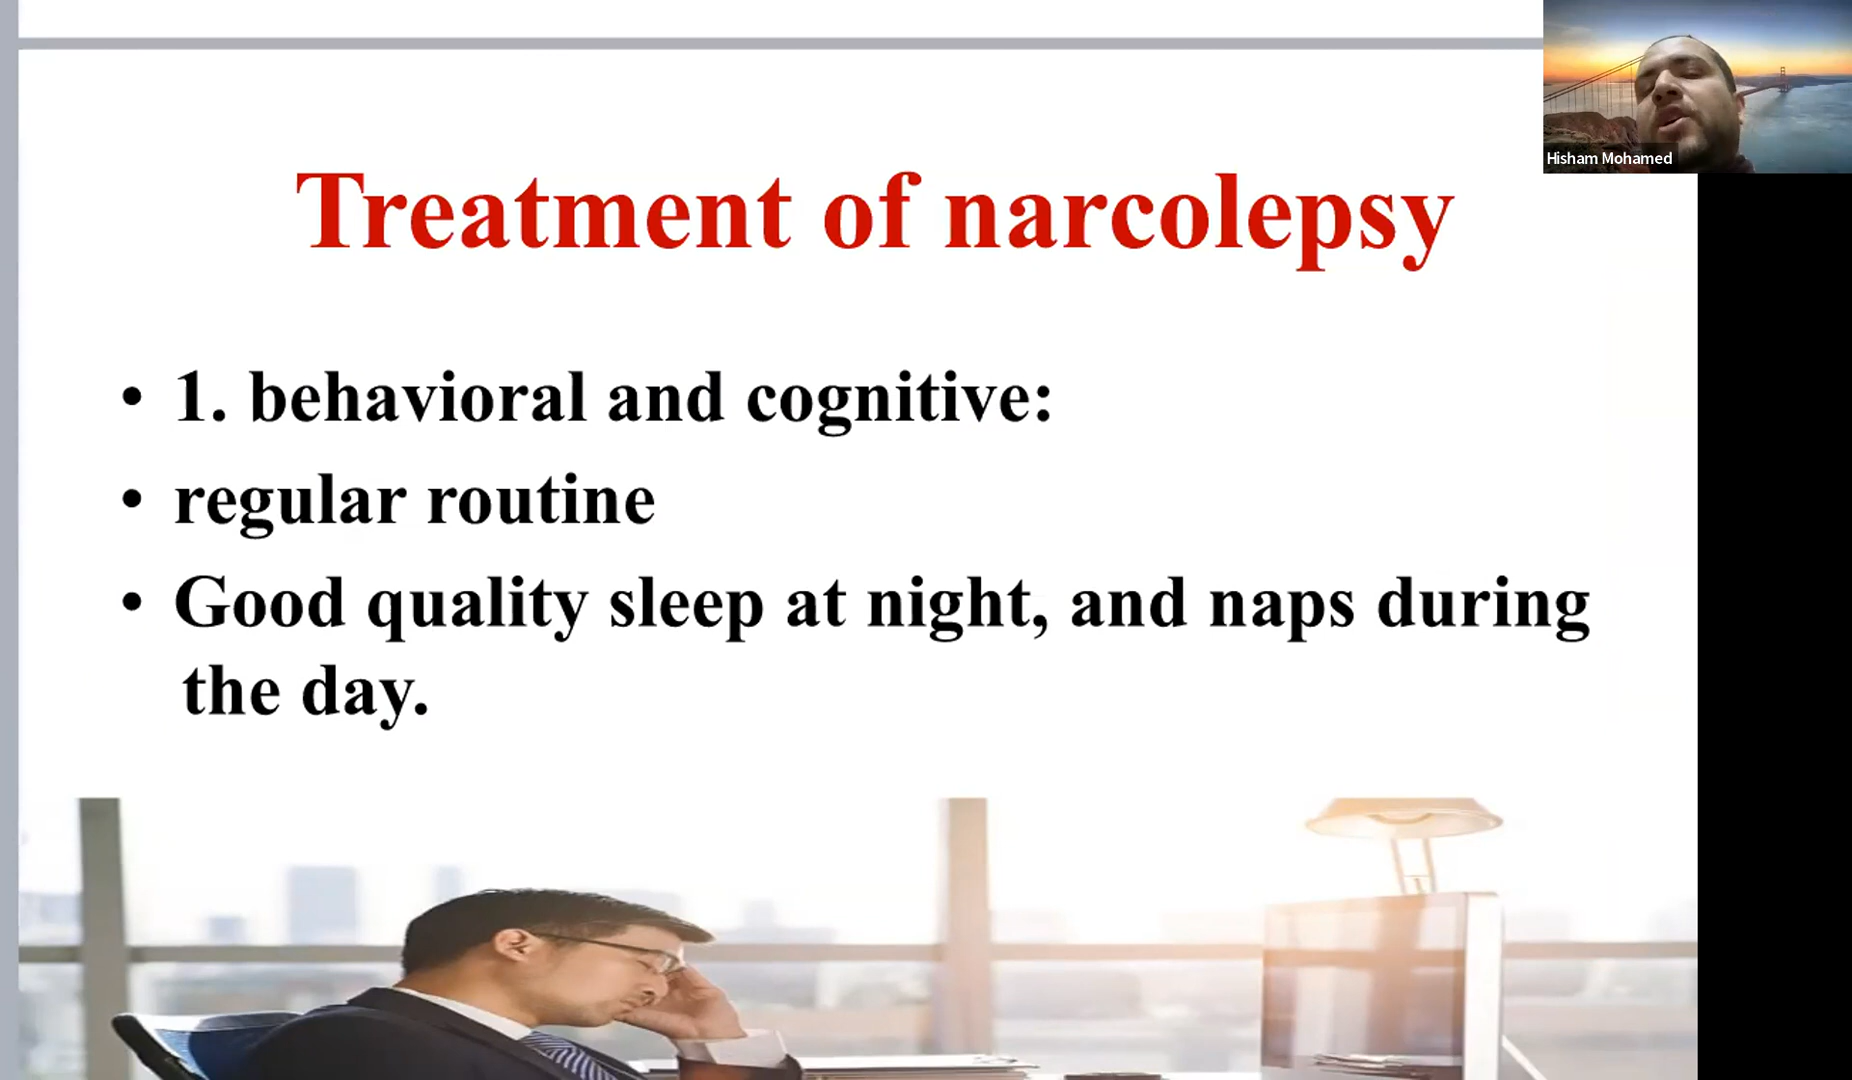 Hisham Mohamed
Treatment of narcolepsy
• 1. behavioral and cognitive:
• regular routine
• Good quality sleep at night, and naps during
the day.